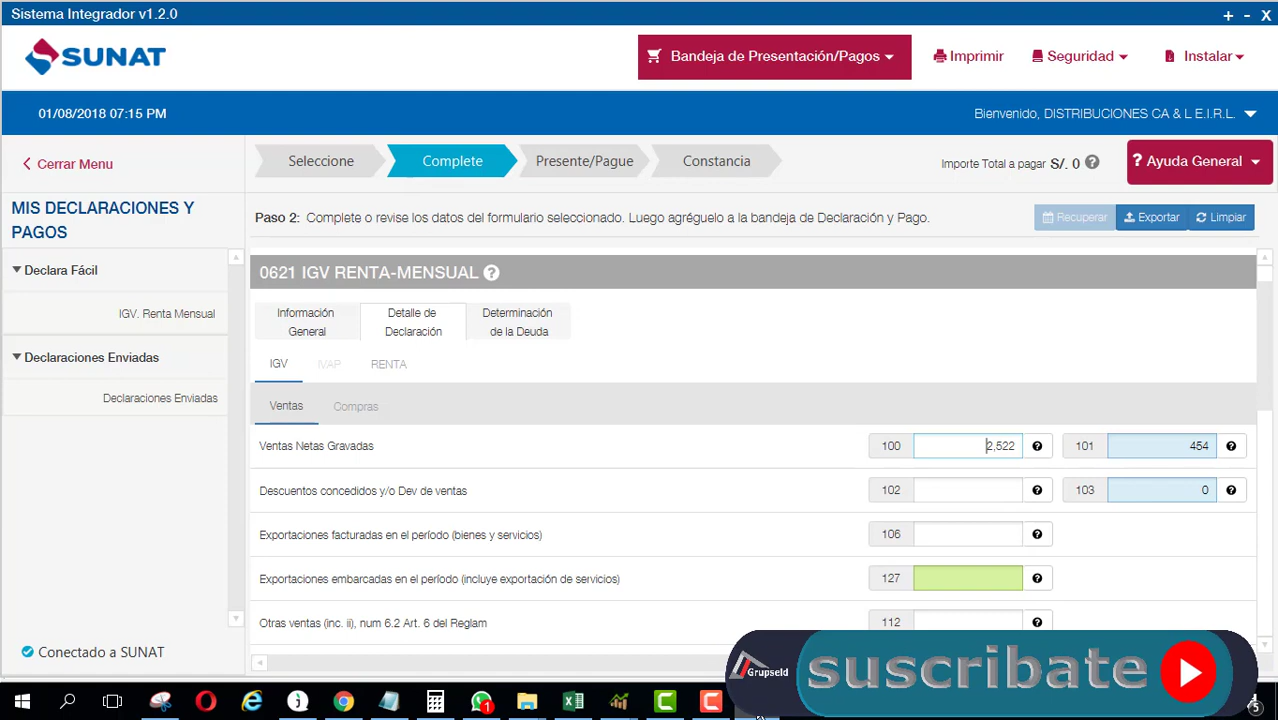 Sistema Integrador v1.2.0
+ - X
SUNAT
Bandeja de Presentación/Pagos
Imprimir
Seguridad
Instalar
01/08/2018 07:15 PM
Bienvenido, DISTRIBUCIONES CA & L E.I.R.L.
Cerrar Menu
Seleccione
Complete
Presente/Pague
Constancia
Importe Total a pagar S/. 0 ?
? Ayuda General
MIS DECLARACIONES Y
PAGOS
Paso 2: Complete o revise los datos del formulario seleccionado. Luego agréguelo a la bandeja de Declaración y Pago.
Recuperar
Exportar
Limpiar
Declara Fácil
IGV. Renta Mensual
Declaraciones Enviadas
Declaraciones Enviadas
0621 IGV RENTA-MENSUAL ?
Información
General
Detalle de
Declaración
Determinación
de la Deuda
IGV
IVAP
RENTA
Ventas
Compras
Ventas Netas Gravadas 100 2,522 ? 101 454 ?
Descuentos concedidos y/o Dev de ventas 102 ? 103 0 ?
Exportaciones facturadas en el período (bienes y servicios) 106 ?
Exportaciones embarcadas en el período (incluye exportación de servicios) 127 ?
Otras ventas (inc. ii), num 6.2 Art. 6 del Reglam 112 ?
Conectado a SUNAT
Grupseld
suscribate
1
5